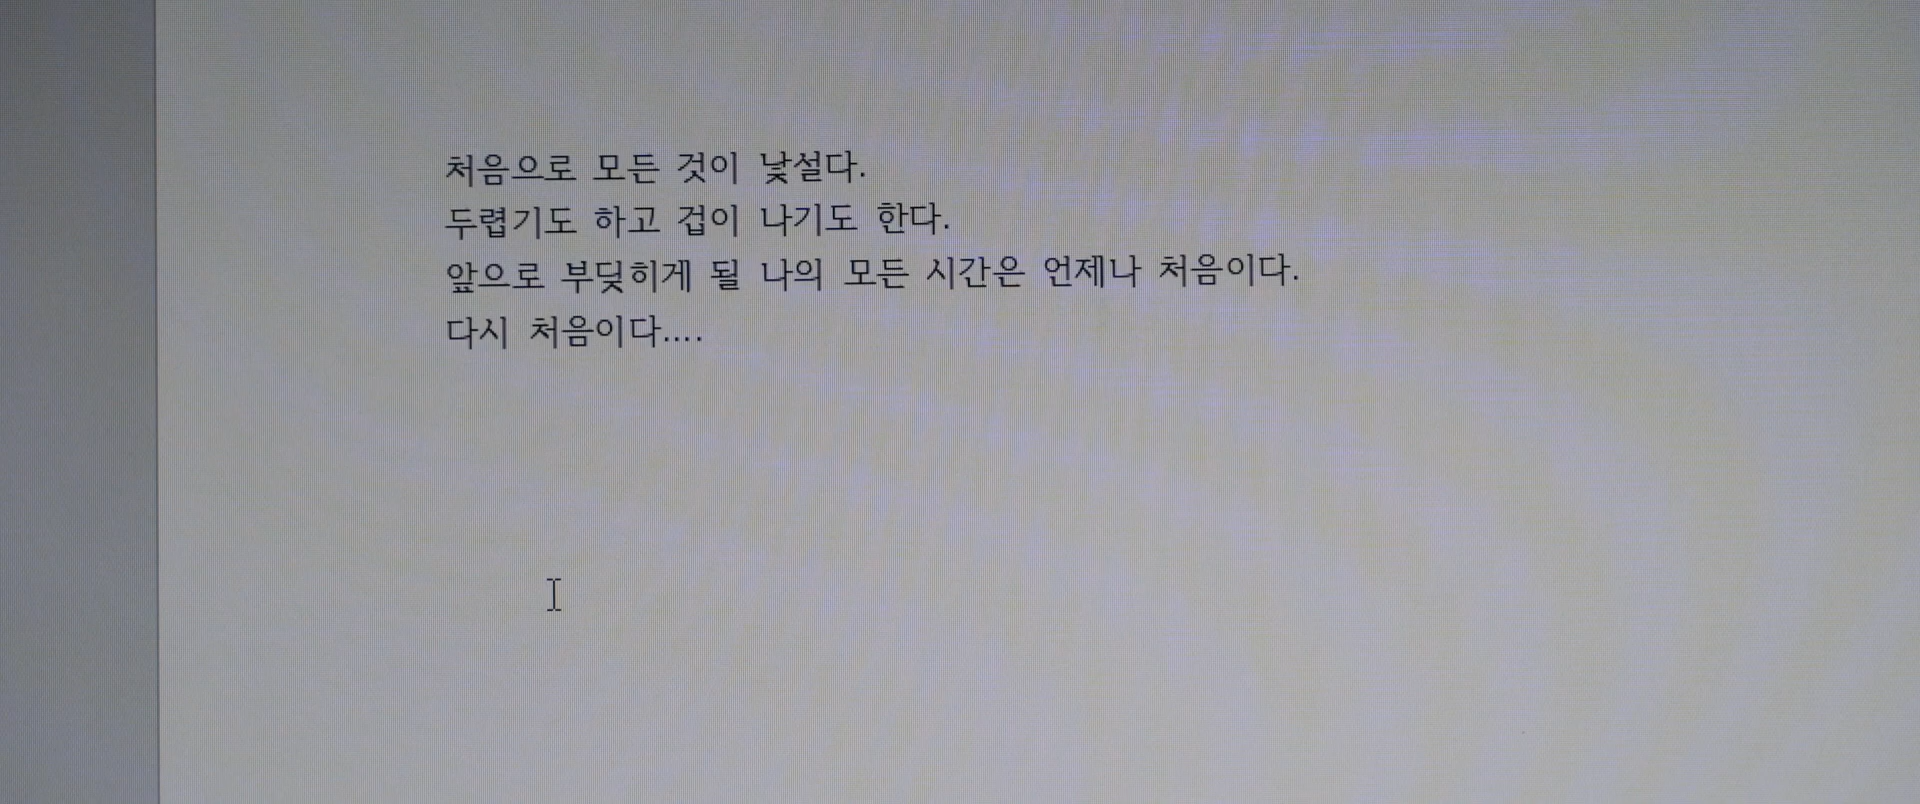 처음으로 모든 것이 낯설다.
두렵기도 하고 겁이 나기도 한다.
앞으로 부딪히게 될 나의 모든 시간은 언제나 처음이다.
다시 처음이다....